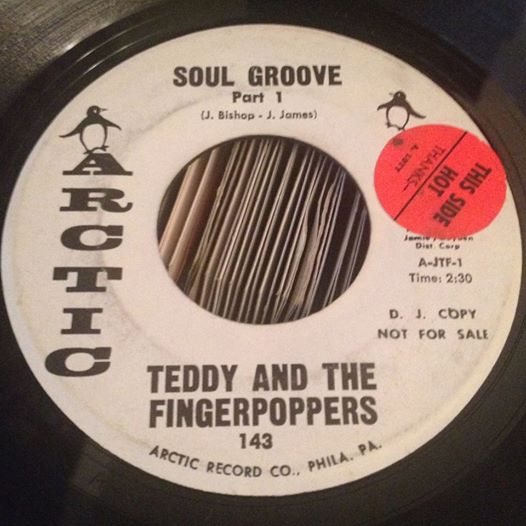 SOUL GROOVE
Part 1
(J. Bishop - J. James)
ARCTIC
THIS SIDE
HOT
THANKS-
Dist. Corp
A-JTF-1
Time: 2:30
D. J. COPY
NOT FOR SALE
TEDDY AND THE
FINGERPOPPERS
143
ARCTIC RECORD CO., PHILA. PA.